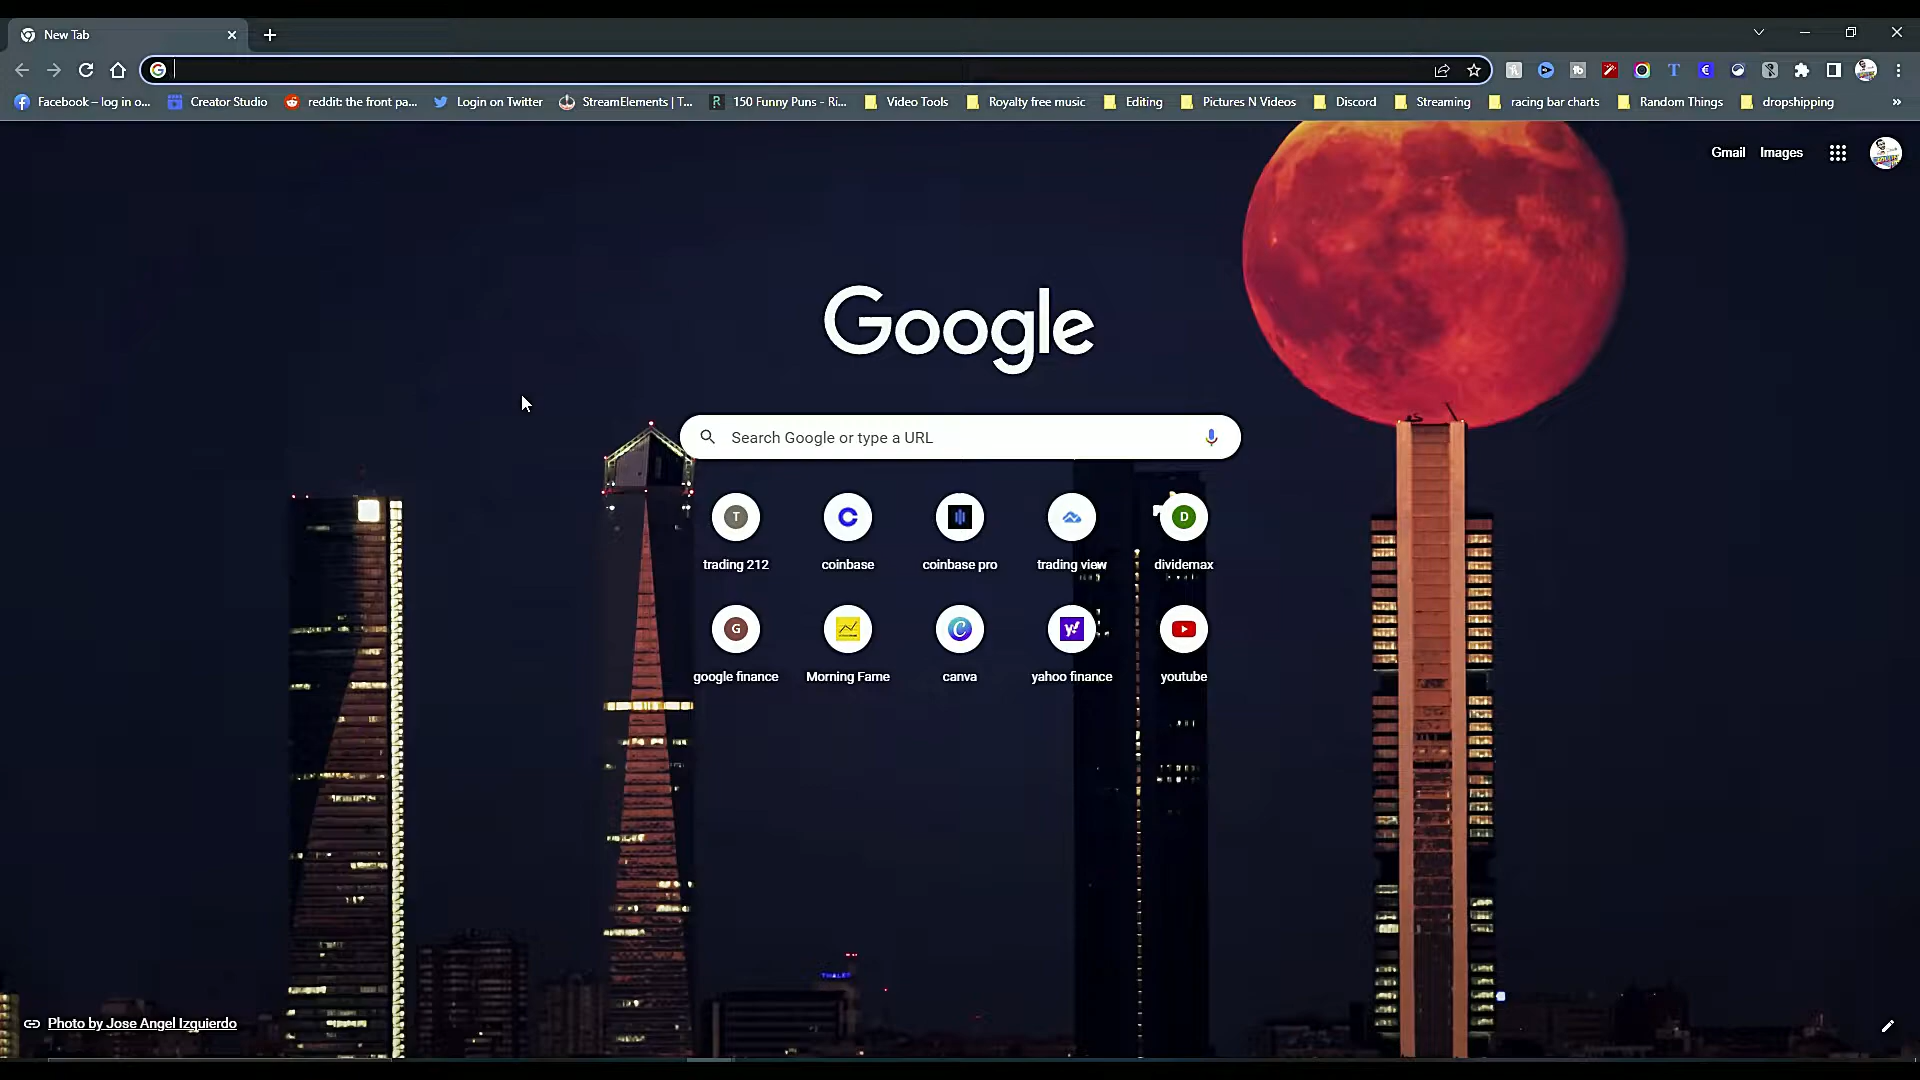 New Tab
Facebook – log in o...
Creator Studio
reddit: the front pa...
Login on Twitter
StreamElements | T...
150 Funny Puns - Ri...
Video Tools
Royalty free music
Editing
Pictures N Videos
Discord
Streaming
racing bar charts
Random Things
dropshipping
»
Gmail
Images
Google
Search Google or type a URL
T
D
trading 212
coinbase
coinbase pro
trading view
dividemax
G
y!
google finance
Morning Fame
canva
yahoo finance
youtube
THALES
Photo by Jose Angel Izquierdo